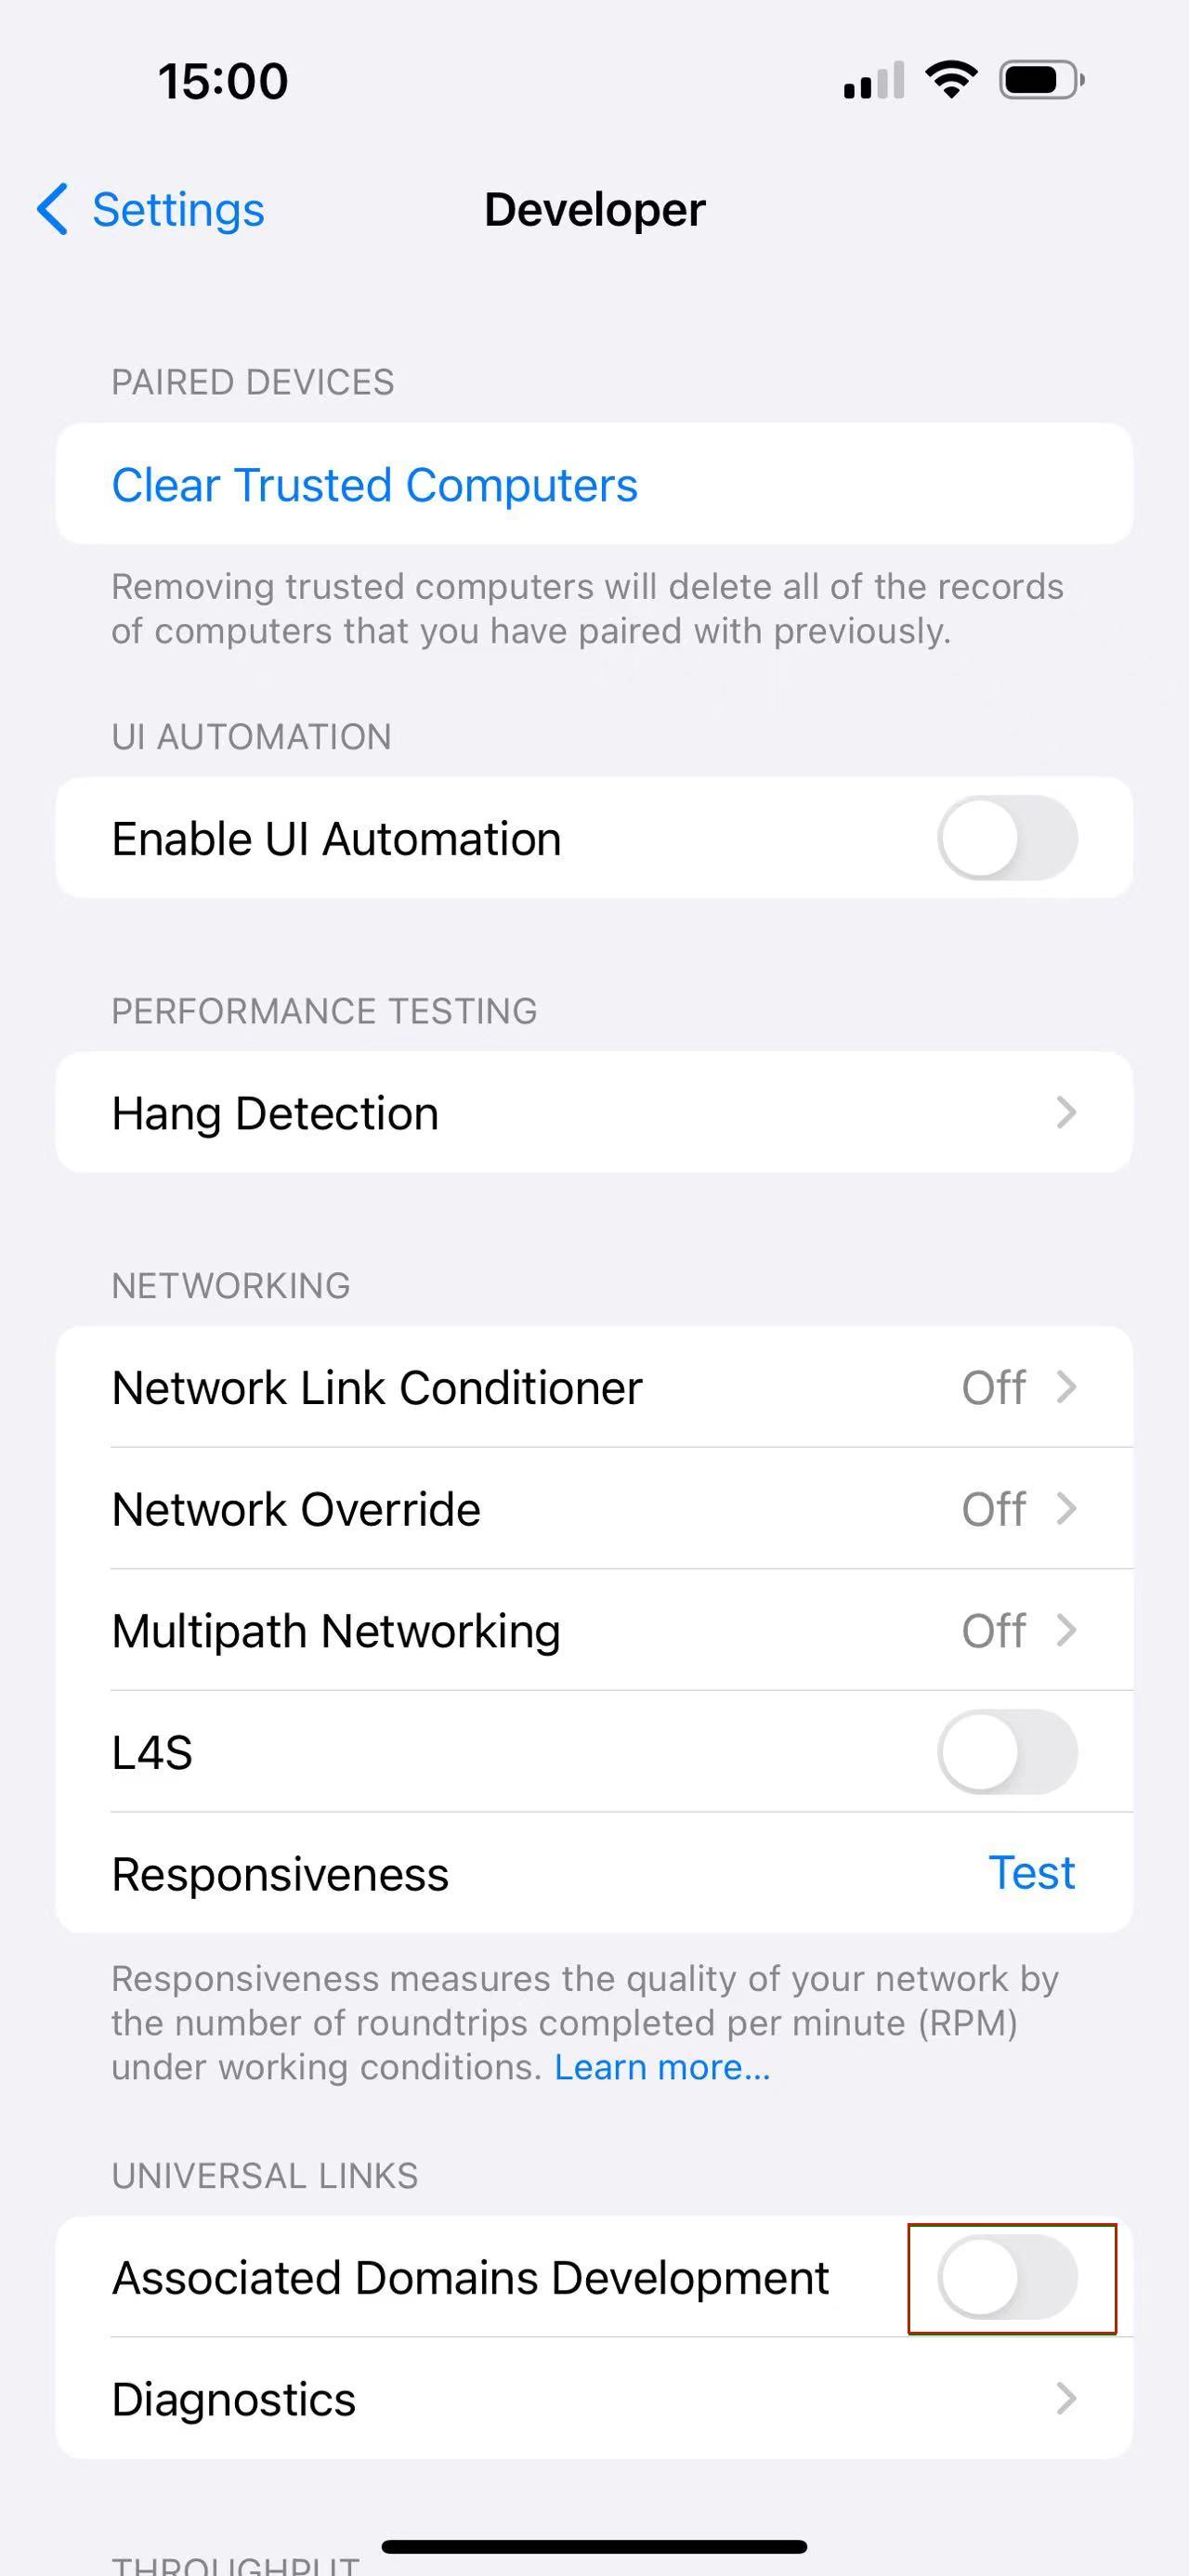 15:00
Settings
Developer
PAIRED DEVICES
Clear Trusted Computers
Removing trusted computers will delete all of the records
of computers that you have paired with previously.
UI AUTOMATION
Enable UI Automation
PERFORMANCE TESTING
Hang Detection
NETWORKING
Network Link Conditioner Off
Network Override Off
Multipath Networking Off
L4S
Responsiveness Test
Responsiveness measures the quality of your network by
the number of roundtrips completed per minute (RPM)
under working conditions. Learn more...
UNIVERSAL LINKS
Associated Domains Development
Diagnostics
THROUGHPUT